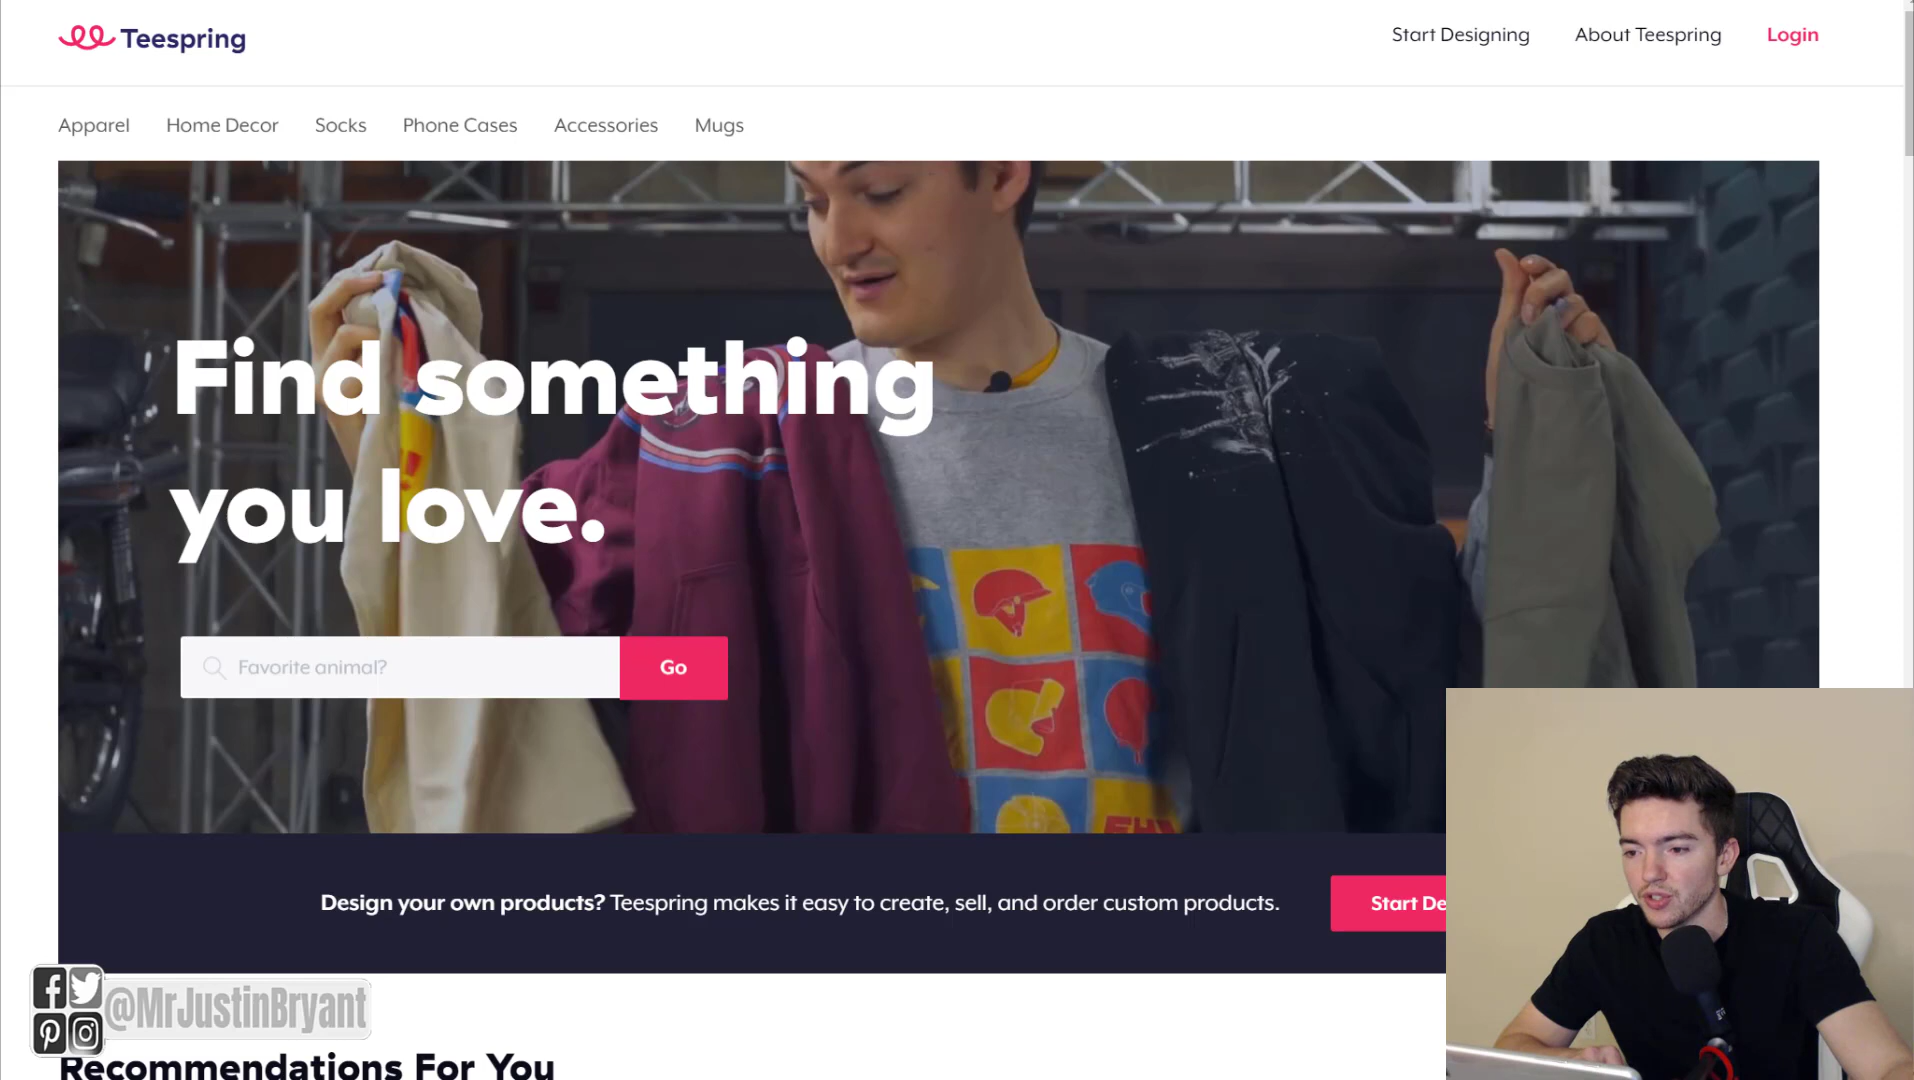 Teespring
Start Designing
About Teespring
Login
Apparel
Home Decor
Socks
Phone Cases
Accessories
Mugs
Find something
you love.
Favorite animal?
Go
Design your own products? Teespring makes it easy to create, sell, and order custom products.
Start De
@MrJustinBryant
Recommendations For You